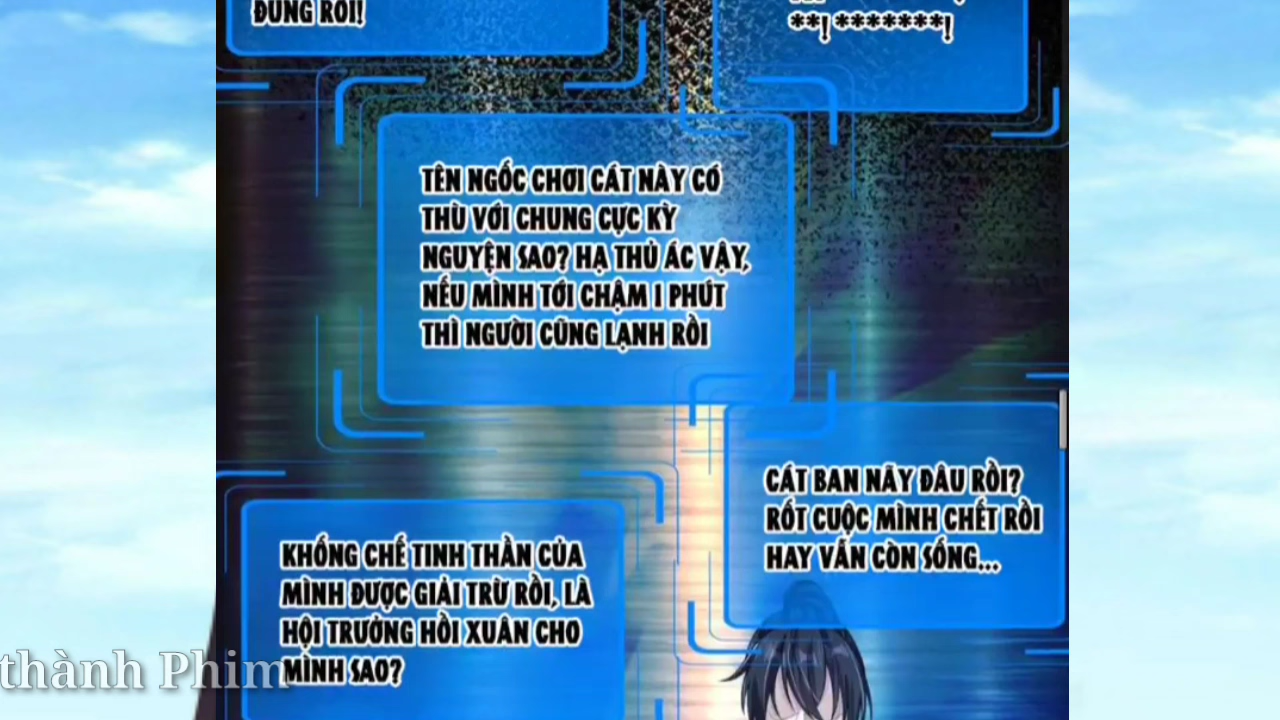 ĐÚNG RỒI!
**! *******!
TÊN NGỐC CHƠI CÁT NÀY CÓ
THÙ VỚI CHUNG CỰC KỲ
NGUYỆN SAO? HẠ THỦ ÁC VẬY,
NẾU MÌNH TỚI CHẬM 1 PHÚT
THÌ NGƯỜI CŨNG LẠNH RỒI
CÁT BAN NÃY ĐÂU RỒI?
RỐT CUỘC MÌNH CHẾT RỒI
HAY VẪN CÒN SỐNG...
KHỐNG CHẾ TINH THẦN CỦA
MÌNH ĐƯỢC GIẢI TRỪ RỒI, LÀ
HỘI TRƯỞNG HỒI XUÂN CHO
MÌNH SAO?
thành Phim